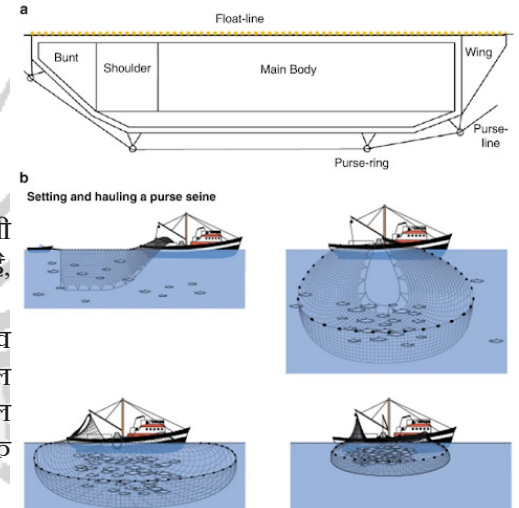 a
Float-line
Bunt
Shoulder
Main Body
Wing
Purse-line
Purse-ring
b
Setting and hauling a purse seine